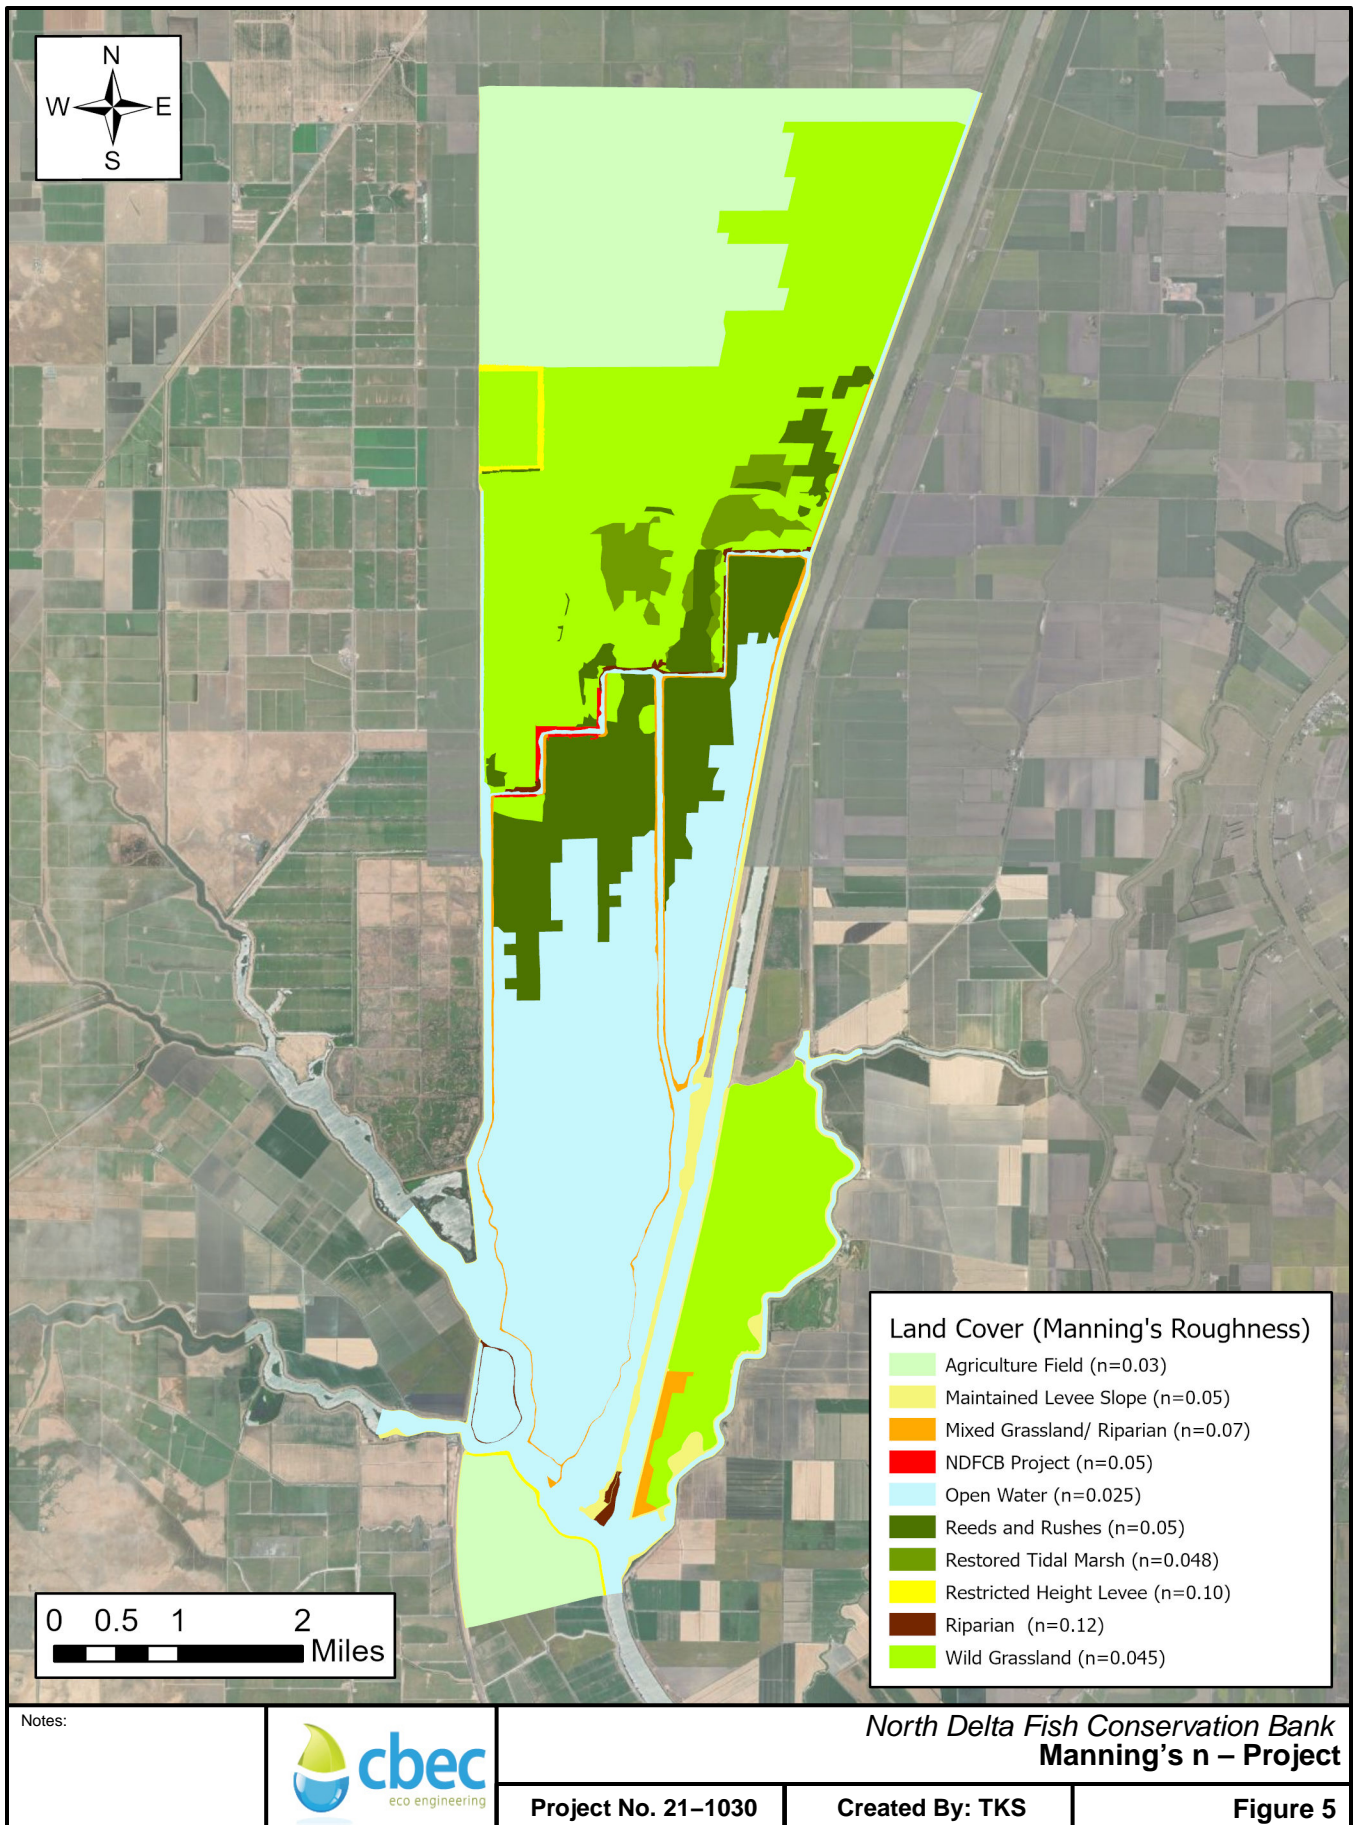 N
W E
S
Land Cover (Manning's Roughness)
Agriculture Field (n=0.03)
Maintained Levee Slope (n=0.05)
Mixed Grassland/ Riparian (n=0.07)
NDFCB Project (n=0.05)
Open Water (n=0.025)
Reeds and Rushes (n=0.05)
Restored Tidal Marsh (n=0.048)
Restricted Height Levee (n=0.10)
Riparian (n=0.12)
Wild Grassland (n=0.045)
0 0.5 1 2
Miles
Notes:
cbec
eco engineering
North Delta Fish Conservation Bank
Manning’s n – Project
Project No. 21–1030
Created By: TKS
Figure 5